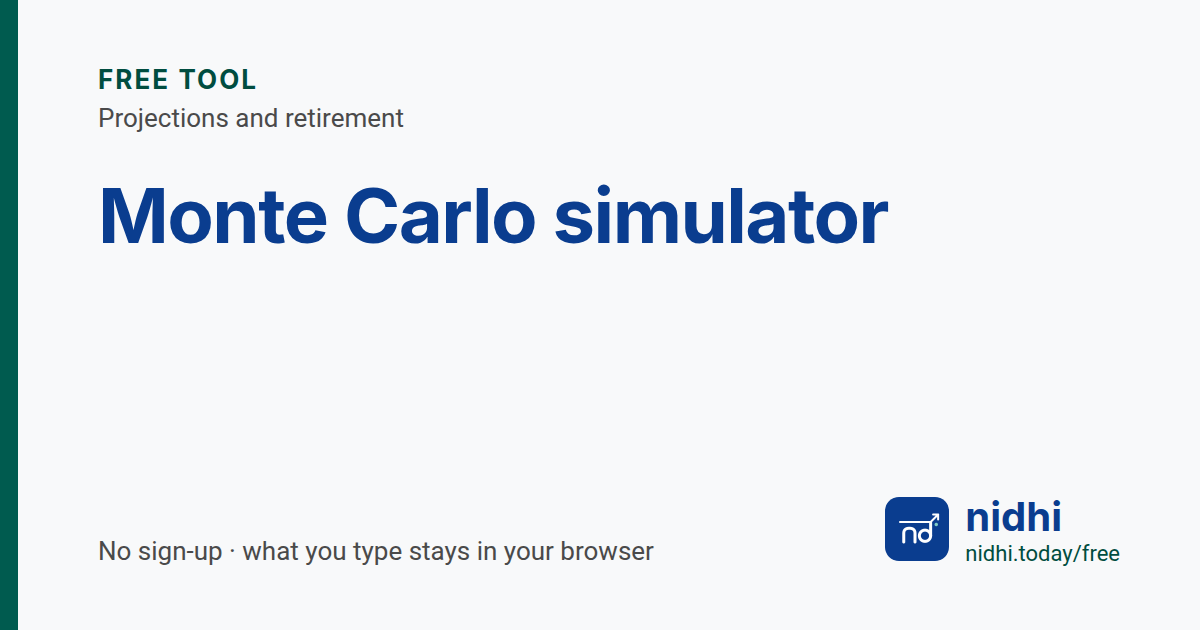 FREE TOOL
Projections and retirement
Monte Carlo simulator
No sign-up · what you type stays in your browser
nd
nidhi
nidhi.today/free